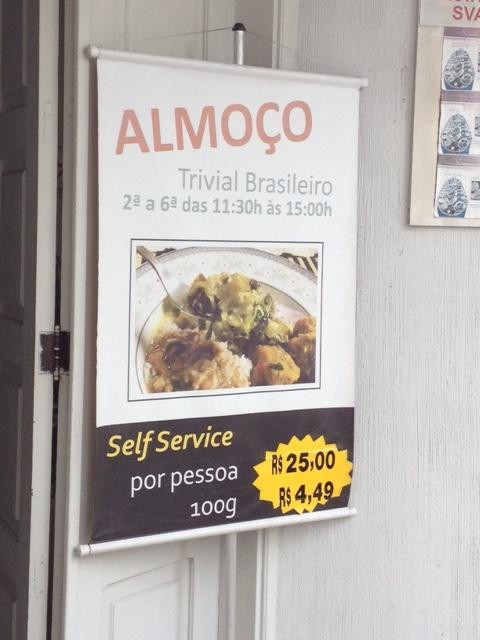 ALMOÇO
Trivial Brasileiro
2ª a 6ª das 11:30h às 15:00h
Self Service
por pessoa R$ 25,00
100g R$ 4,49
SVA